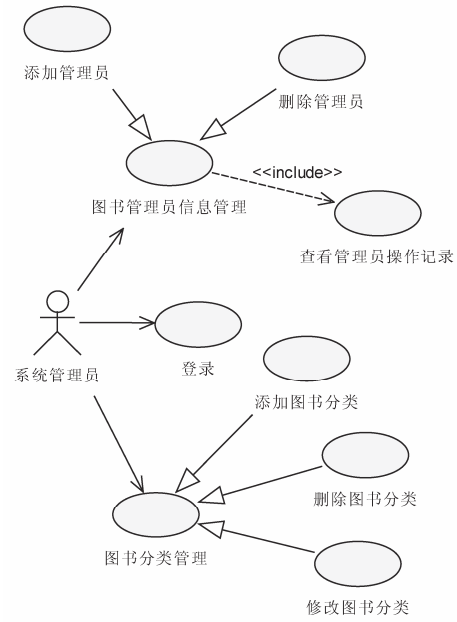 添加管理员
删除管理员
<<include>>
图书管理员信息管理
查看管理员操作记录
登录
系统管理员
添加图书分类
删除图书分类
图书分类管理
修改图书分类